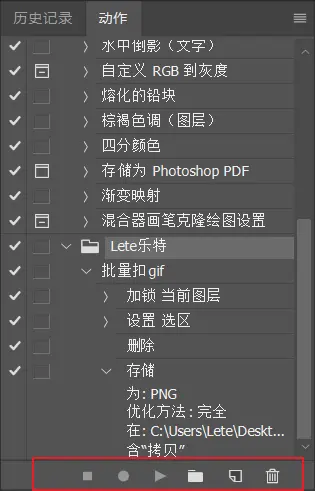 历史记录 动作
水中倒影（文字）
自定义 RGB 到灰度
熔化的铅块
棕褐色调（图层）
四分颜色
存储为 Photoshop PDF
渐变映射
混合器画笔克隆绘图设置
Lete乐特
批量扣gif
加锁 当前图层
设置 选区
删除
存储
为: PNG
优化方法: 完全
在: C:\Users\Lete\Deskt...
含“拷贝”